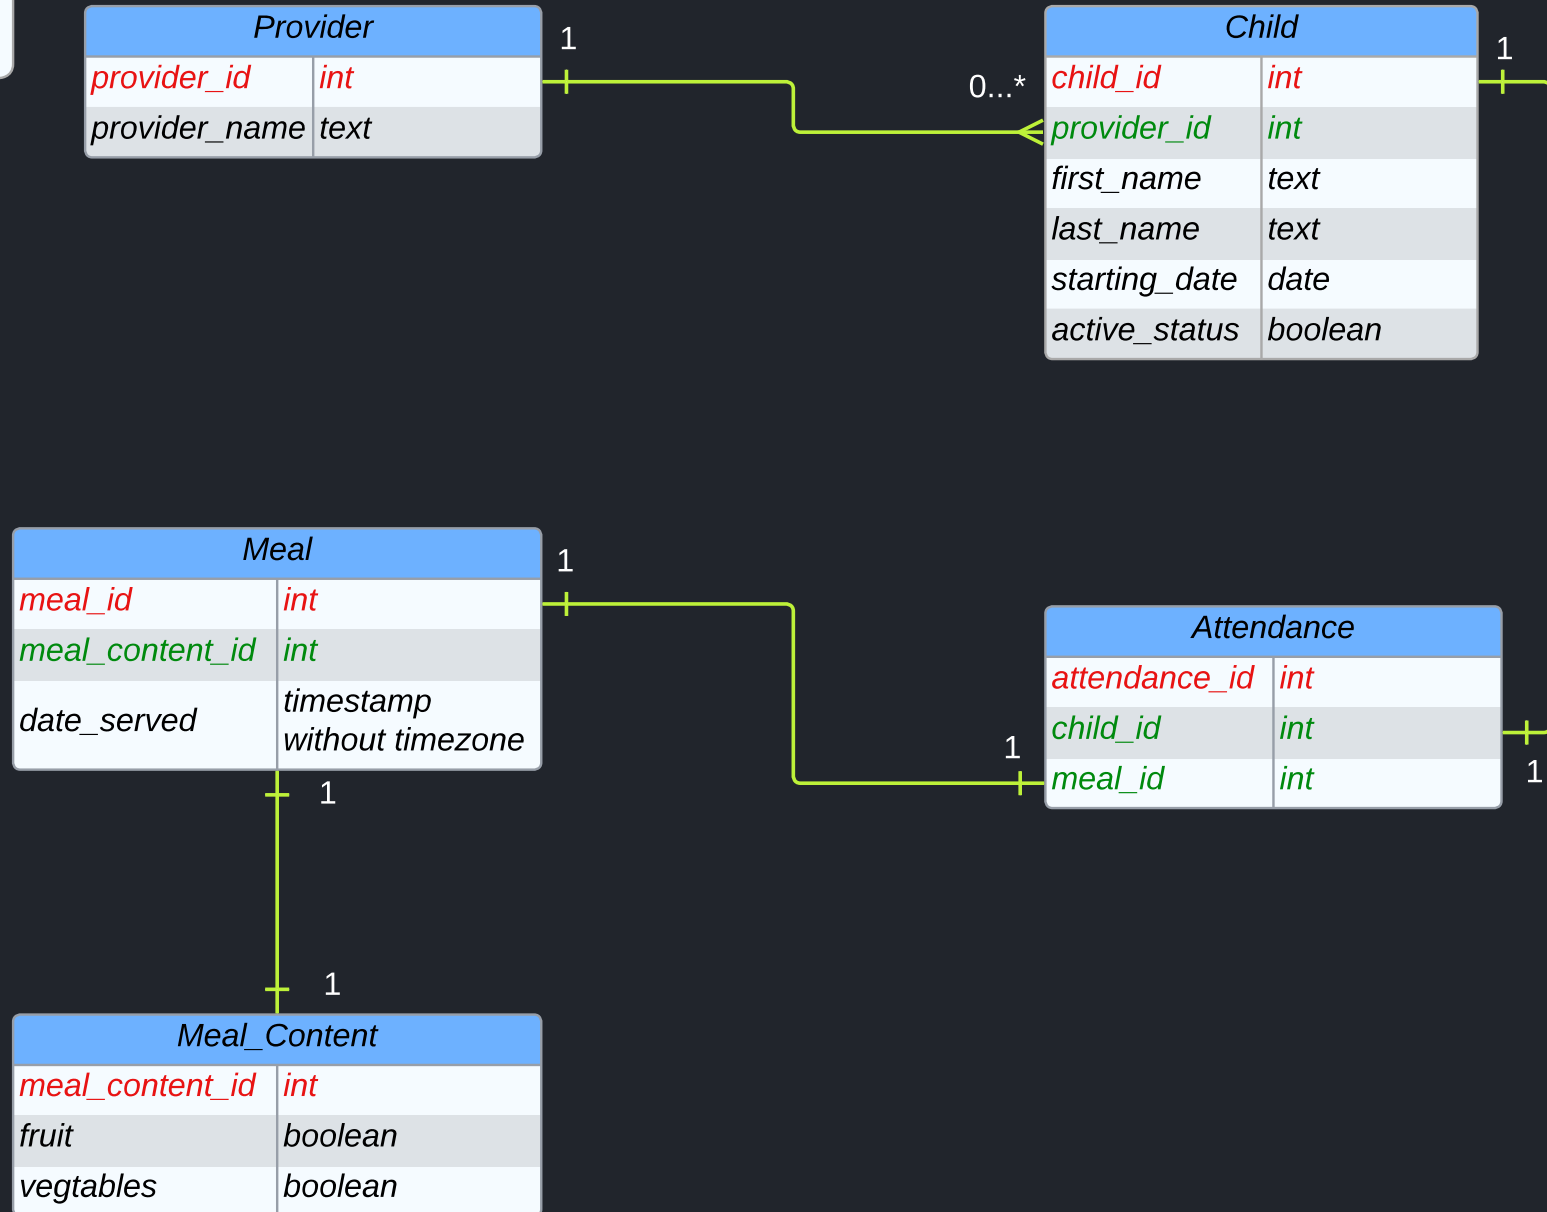 Provider
provider_id int
provider_name text
1
0...*
Child
child_id int
provider_id int
first_name text
last_name text
starting_date date
active_status boolean
1
Meal
meal_id int
meal_content_id int
date_served timestamp
without timezone
1
1
1
Attendance
attendance_id int
child_id int
meal_id int
1
1
Meal_Content
meal_content_id int
fruit boolean
vegtables boolean